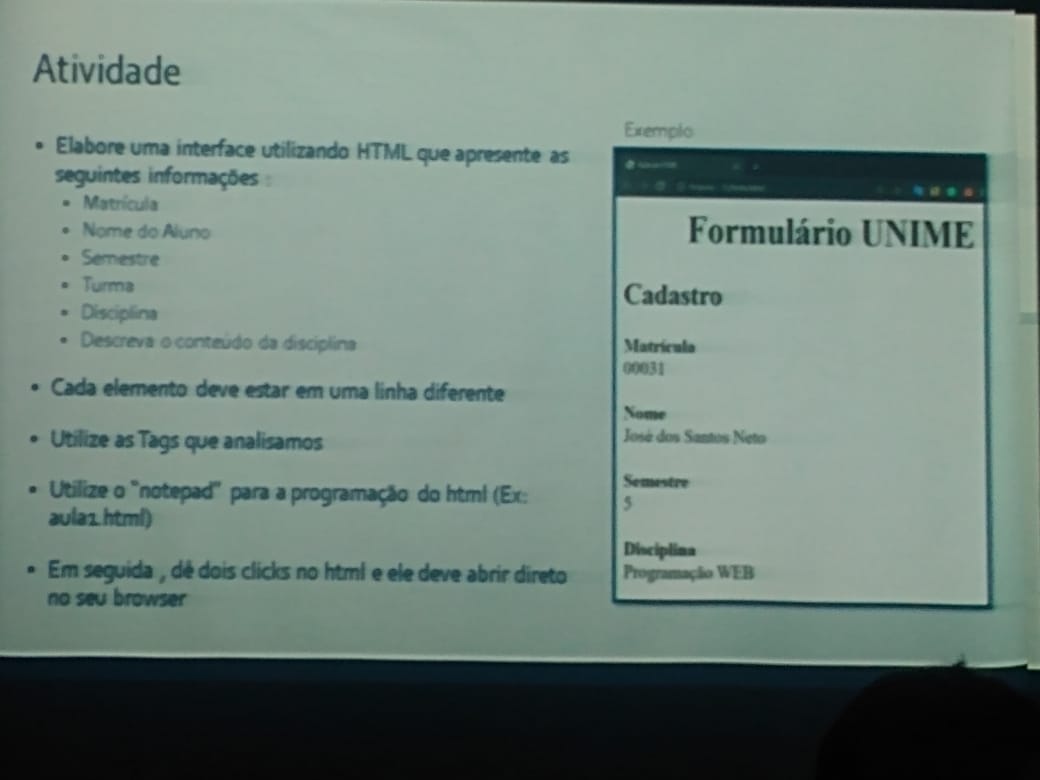 Atividade
• Elabore uma interface utilizando HTML que apresente as
seguintes informações :
• Matrícula
• Nome do Aluno
• Semestre
• Turma
• Disciplina
• Descreva o conteúdo da disciplina
• Cada elemento deve estar em uma linha diferente
• Utilize as Tags que analisamos
• Utilize o "notepad" para a programação do html (Ex:
aula1.html)
• Em seguida , dê dois clicks no html e ele deve abrir direto
no seu browser
Exemplo
Formulário UNIME
Cadastro
Matrícula
00031
Nome
José dos Santos Neto
Semestre
5
Disciplina
Programação WEB